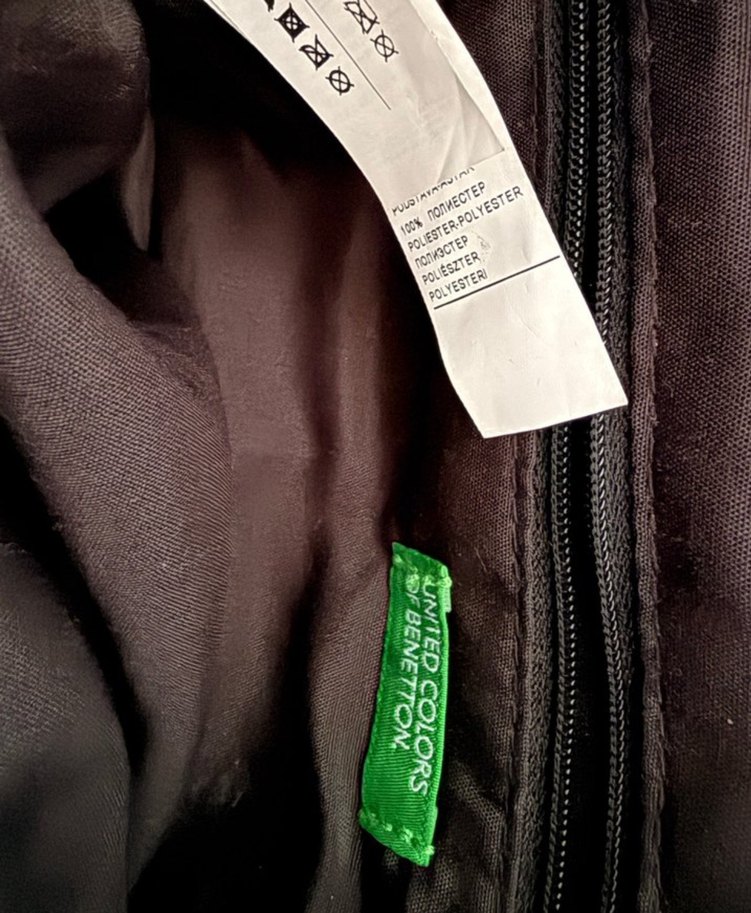 100% ПОЛИЕСТЕР
POLIESTER-POLYESTER
ПОЛИЭСТЕР
POLIÉSZTER
POLYESTERI
UNITED COLORS
OF BENETTON.